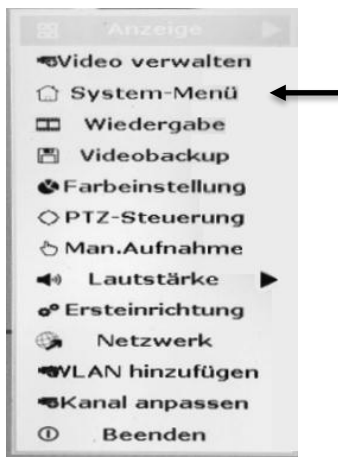 Anzeige
Video verwalten
System-Menü
Wiedergabe
Videobackup
Farbeinstellung
PTZ-Steuerung
Man.Aufnahme
Lautstärke
Ersteinrichtung
Netzwerk
WLAN hinzufügen
Kanal anpassen
Beenden